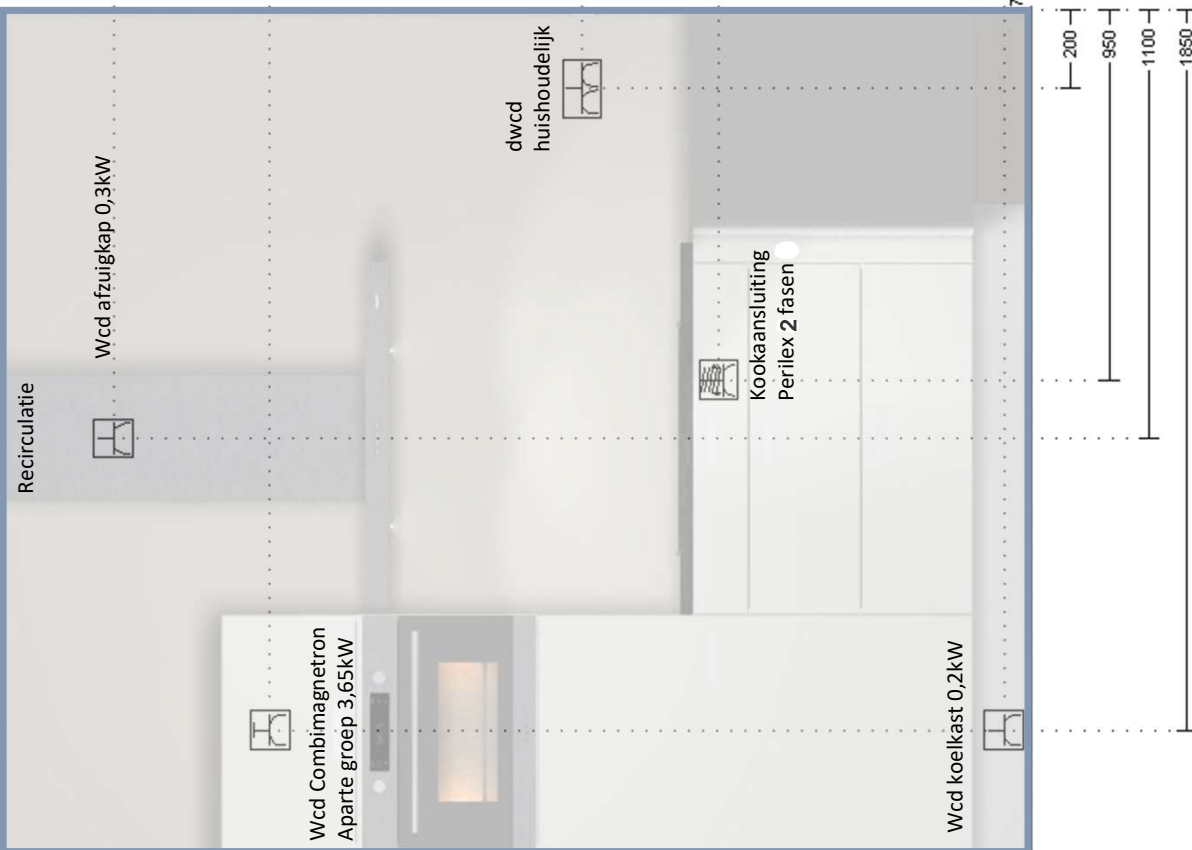 Recirculatie
Wcd afzuigkap 0,3kW
dwcd
huishoudelijk
Wcd Combimagnetron
Aparte groep 3,65kW
Kookaansluiting
Perilex 2 fasen
Wcd koelkast 0,2kW
200
950
1100
1850